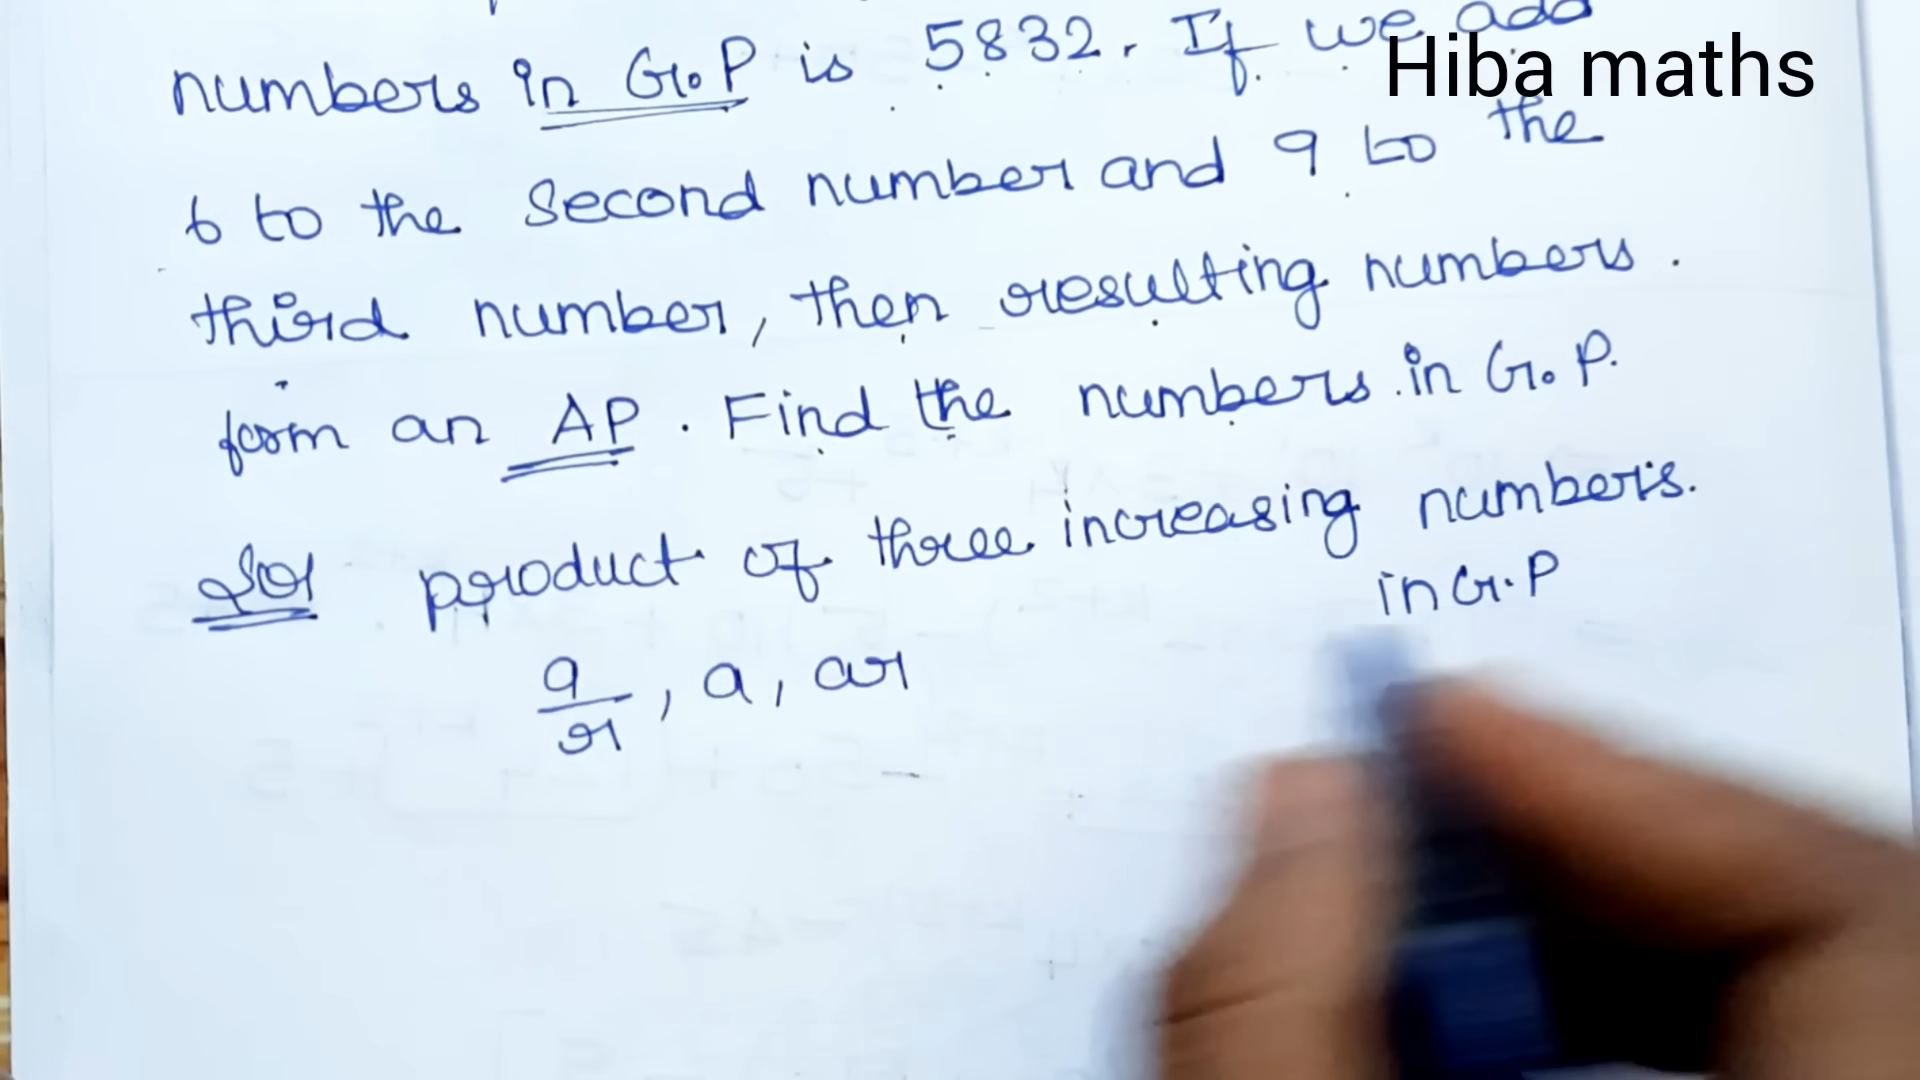 numbers in G.P is 5832. If we add
Hiba maths
6 to the second number and 9 to the
third number, then resulting numbers.
form an AP. Find the numbers in G.P.
Sol product of three increasing numbers.
in G.P
a/r, a, ar